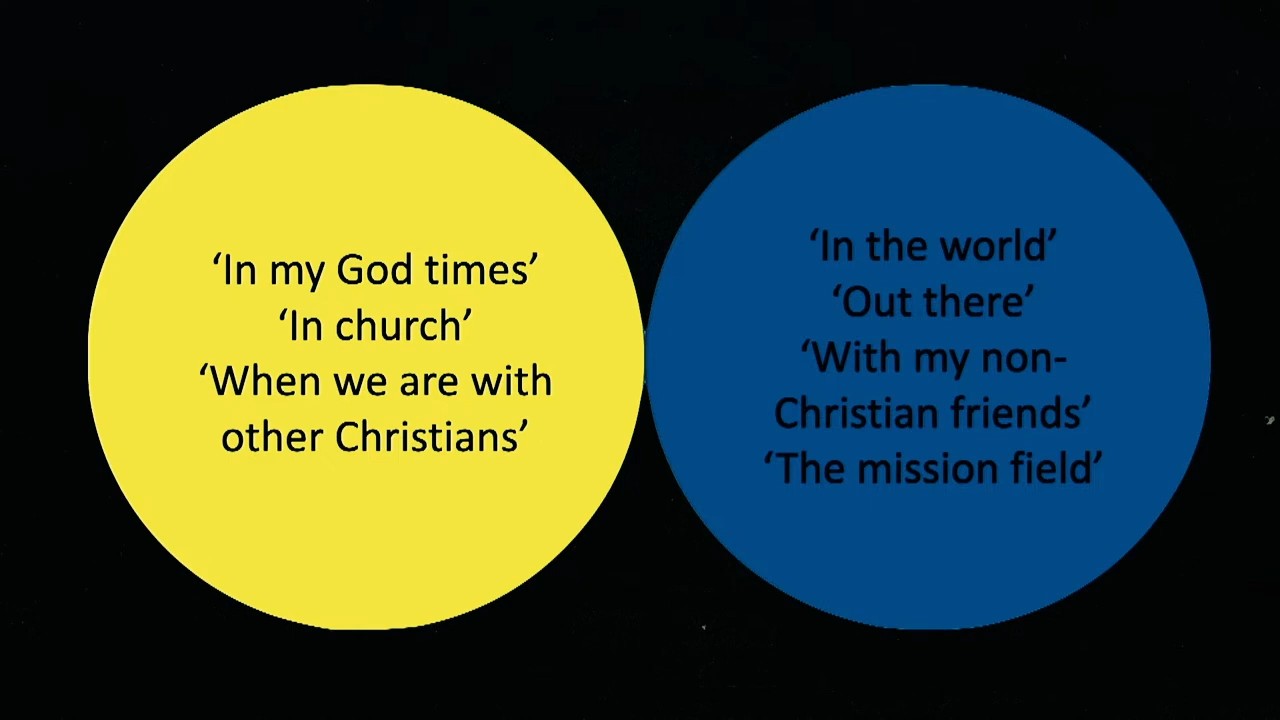 ‘In my God times’
‘In church’
‘When we are with
other Christians’
‘In the world’
‘Out there’
‘With my non-
Christian friends’
‘The mission field’